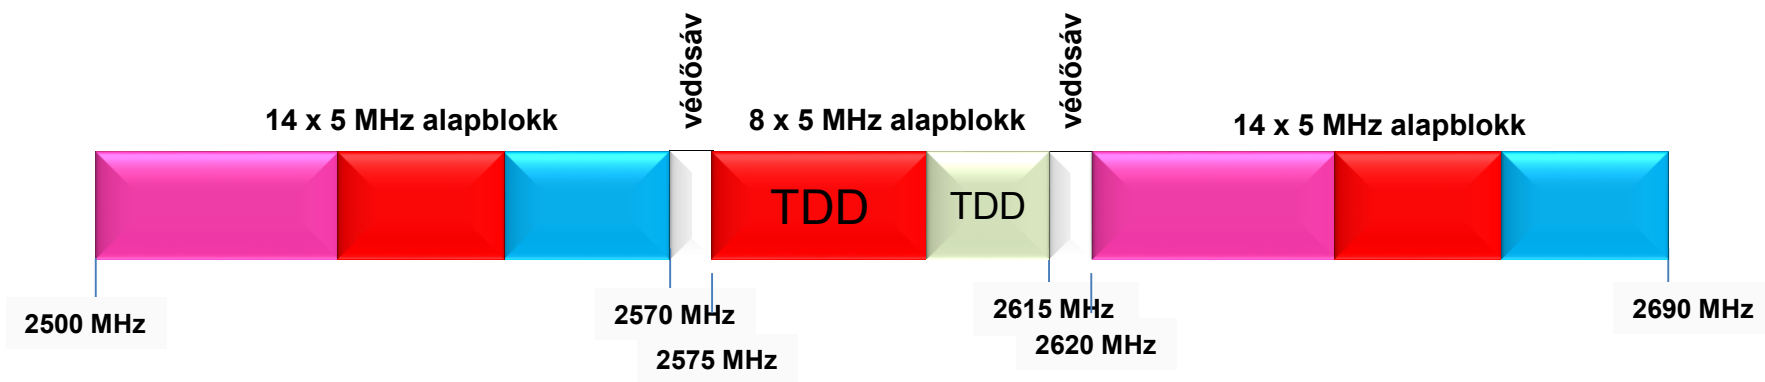 védősáv
védősáv
14 x 5 MHz alapblokk
8 x 5 MHz alapblokk
14 x 5 MHz alapblokk
TDD
TDD
2500 MHz
2570 MHz
2575 MHz
2615 MHz
2620 MHz
2690 MHz